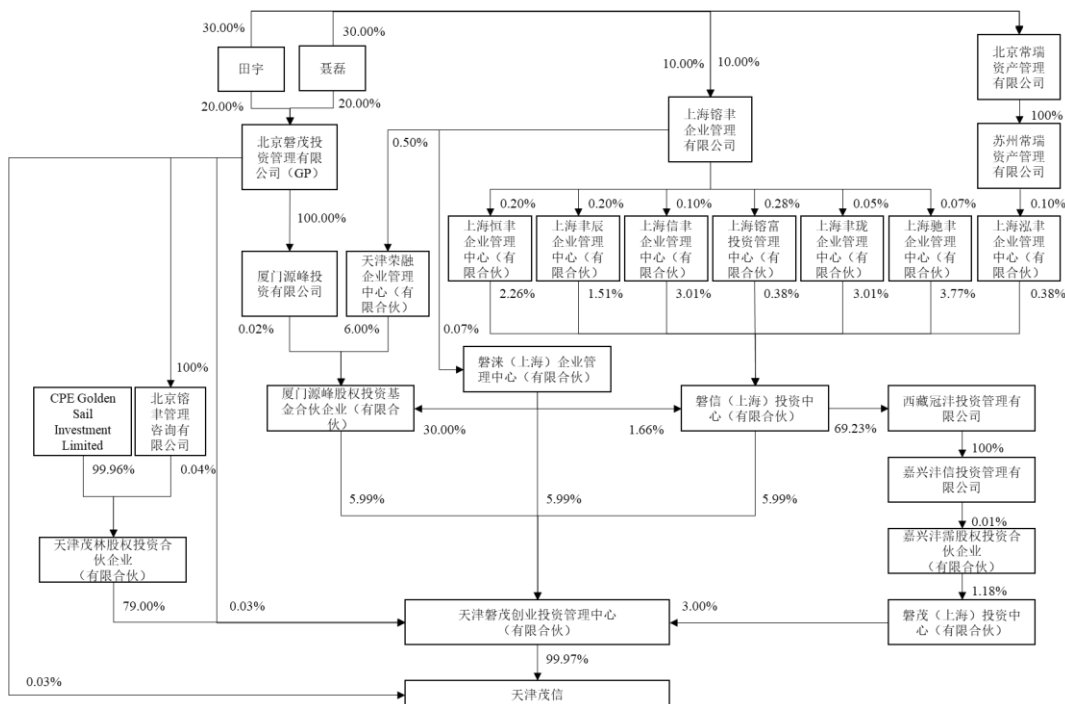 30.00%
30.00%
田宇
聂磊
北京常瑞
资产管理
有限公司
10.00%
10.00%
20.00%
20.00%
上海镕聿
企业管理
有限公司
100%
北京磐茂投
资管理有限
公司（GP）
0.50%
苏州常瑞
资产管理
有限公司
100.00%
0.20%
0.20%
0.10%
0.28%
0.05%
0.07%
0.10%
上海恒聿
企业管理
中心（有
限合伙）
上海聿辰
企业管理
中心（有
限合伙）
上海信聿
企业管理
中心（有
限合伙）
上海镕富
投资管理
中心（有
限合伙）
上海聿珑
企业管理
中心（有
限合伙）
上海驰聿
企业管理
中心（有
限合伙）
上海泓聿
企业管理
中心（有
限合伙）
厦门源峰投
资有限公司
天津荣融
企业管理
中心（有
限合伙）
2.26%
1.51%
3.01%
0.38%
3.01%
3.77%
0.38%
0.02%
6.00%
0.07%
磐涞（上海）企业管
理中心（有限合伙）
100%
CPE Golden
Sail
Investment
Limited
北京镕
聿管理
咨询有
限公司
厦门源峰股权投资基
金合伙企业（有限合
伙）
磐信（上海）投资中
心（有限合伙）
西藏冠沣投资管理有
限公司
30.00%
1.66%
69.23%
99.96%
0.04%
100%
嘉兴沣信投资管理有
限公司
5.99%
5.99%
5.99%
0.01%
天津茂林股权投资合
伙企业
（有限合伙）
嘉兴沣霈股权投资合
伙企业
（有限合伙）
1.18%
79.00%
0.03%
天津磐茂创业投资管理中心
（有限合伙）
3.00%
磐茂（上海）投资中
心（有限合伙）
99.97%
0.03%
天津茂信